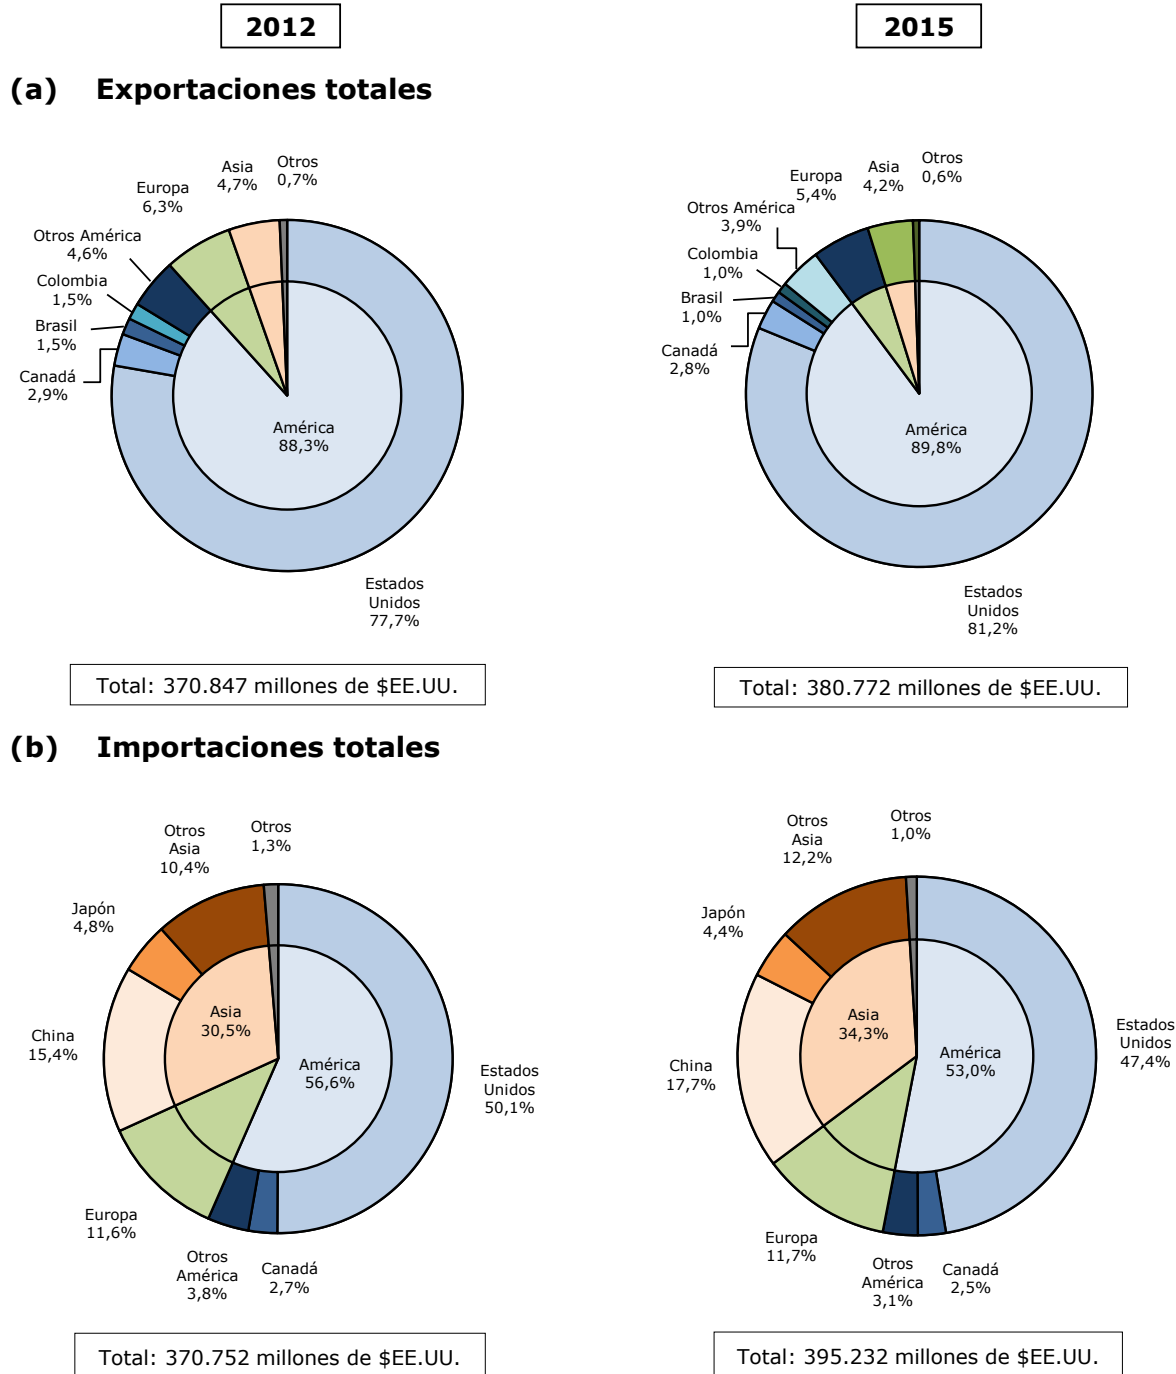 2012
2015
(a) Exportaciones totales
Otros
0,7%
Asia
4,7%
Europa
6,3%
Otros América
4,6%
Colombia
1,5%
Brasil
1,5%
Canadá
2,9%
América
88,3%
Estados
Unidos
77,7%
Total: 370.847 millones de $EE.UU.
Otros
0,6%
Asia
4,2%
Europa
5,4%
Otros América
3,9%
Colombia
1,0%
Brasil
1,0%
Canadá
2,8%
América
89,8%
Estados
Unidos
81,2%
Total: 380.772 millones de $EE.UU.
(b) Importaciones totales
Otros
1,3%
Otros
Asia
10,4%
Japón
4,8%
Asia
30,5%
China
15,4%
América
56,6%
Estados
Unidos
50,1%
Europa
11,6%
Otros
América
3,8%
Canadá
2,7%
Total: 370.752 millones de $EE.UU.
Otros
1,0%
Otros
Asia
12,2%
Japón
4,4%
Asia
34,3%
China
17,7%
América
53,0%
Estados
Unidos
47,4%
Europa
11,7%
Otros
América
3,1%
Canadá
2,5%
Total: 395.232 millones de $EE.UU.